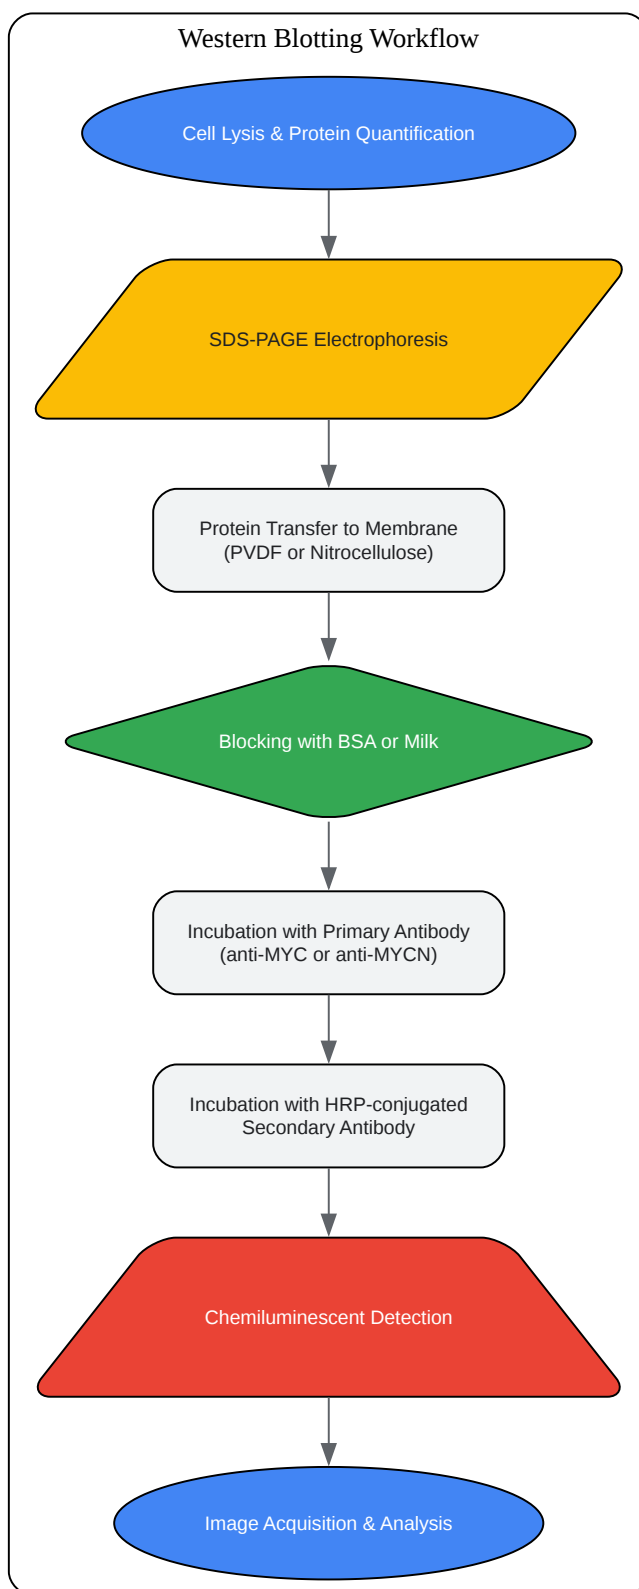 Western Blotting Workflow
Cell Lysis & Protein Quantification
SDS-PAGE Electrophoresis
Protein Transfer to Membrane
(PVDF or Nitrocellulose)
Blocking with BSA or Milk
Incubation with Primary Antibody
(anti-MYC or anti-MYCN)
Incubation with HRP-conjugated
Secondary Antibody
Chemiluminescent Detection
Image Acquisition & Analysis